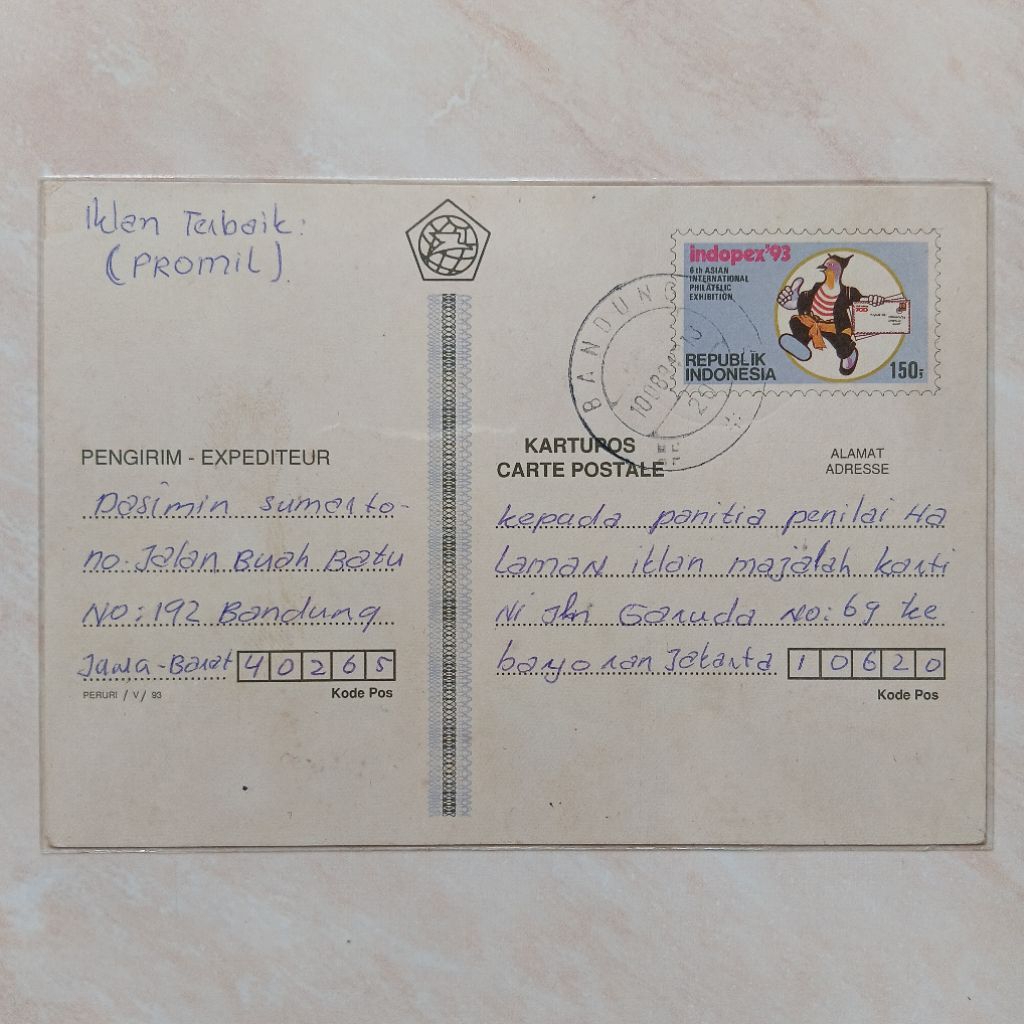 Iklan Terbaik:
(PROMIL)
indopex'93
6th ASIAN
INTERNATIONAL
PHILATELIC
EXHIBITION
REPUBLIK
INDONESIA
150
BANDUNG
PENGIRIM - EXPEDITEUR
Dasimin sumarto-
no. Jalan Buah Batu
No: 192 Bandung
Jawa-Barat 40265
PERURI / V / 93
Kode Pos
KARTUPOS
CARTE POSTALE
ALAMAT
ADRESSE
kepada panitia penilai Ha
Laman iklan majalah karti
Ni Jln Garuda No: 69 ke
bayoran Jakarta 10620
Kode Pos